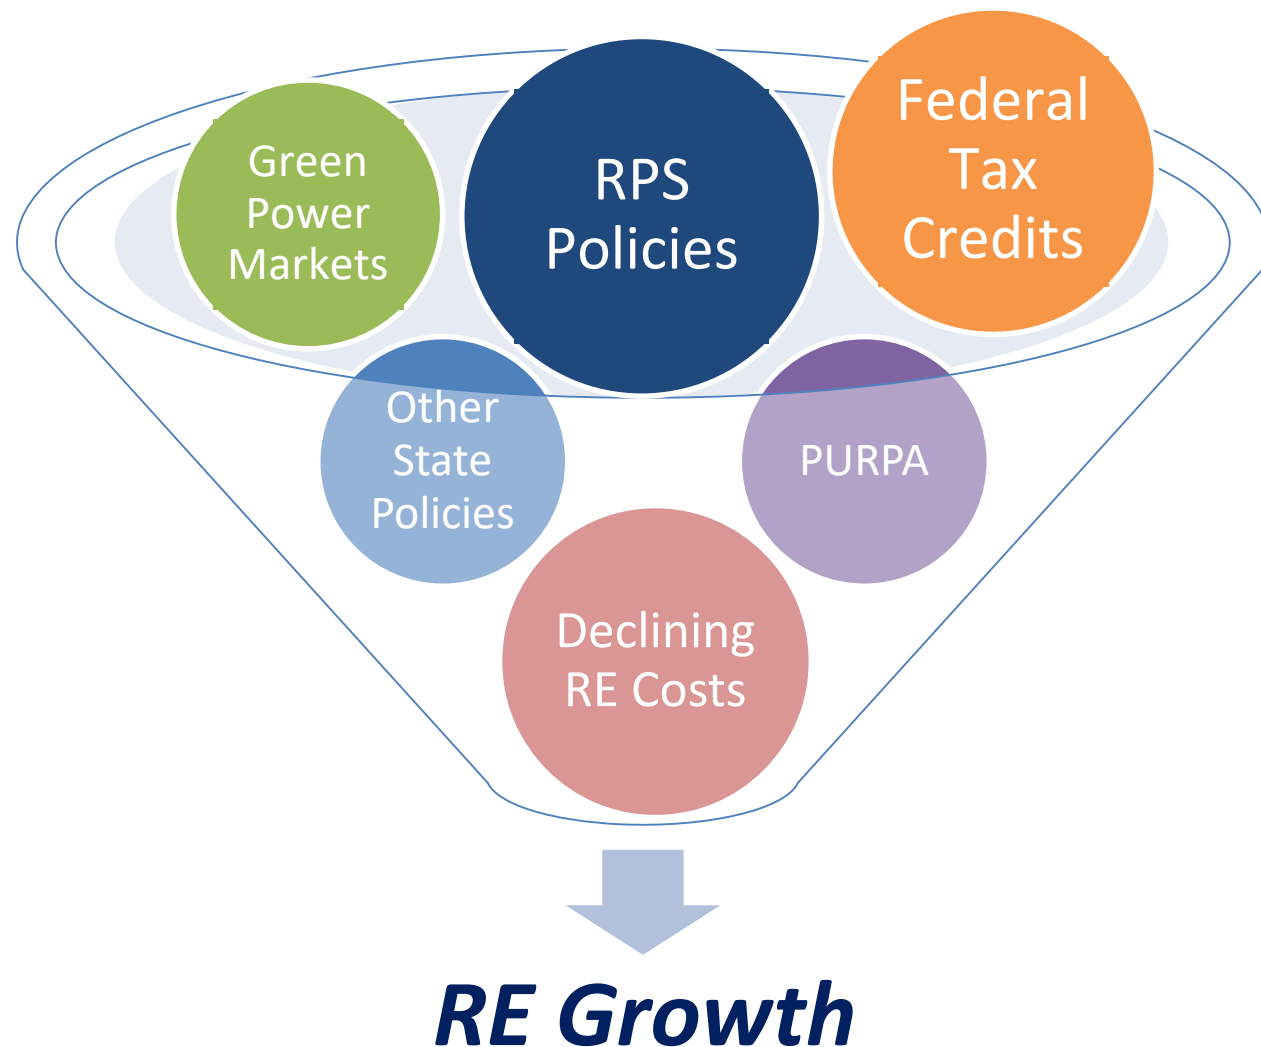 Green
Power
Markets
RPS
Policies
Federal
Tax
Credits
Other
State
Policies
PURPA
Declining
RE Costs
RE Growth